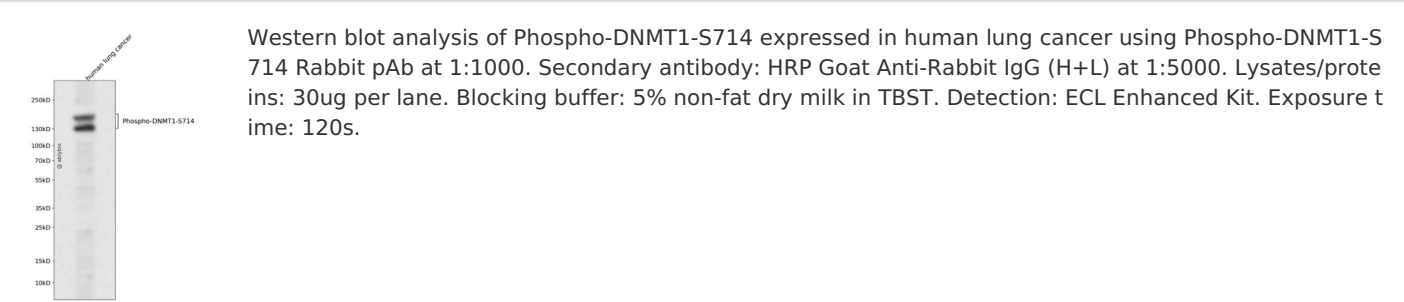 human lung cancer
Western blot analysis of Phospho-DNMT1-S714 expressed in human lung cancer using Phospho-DNMT1-S
714 Rabbit pAb at 1:1000. Secondary antibody: HRP Goat Anti-Rabbit IgG (H+L) at 1:5000. Lysates/prote
ins: 30ug per lane. Blocking buffer: 5% non-fat dry milk in TBST. Detection: ECL Enhanced Kit. Exposure t
ime: 120s.
250kD
Phospho-DNMT1-S714
130kD
100kD
70kD
55kD
35kD
25kD
15kD
10kD